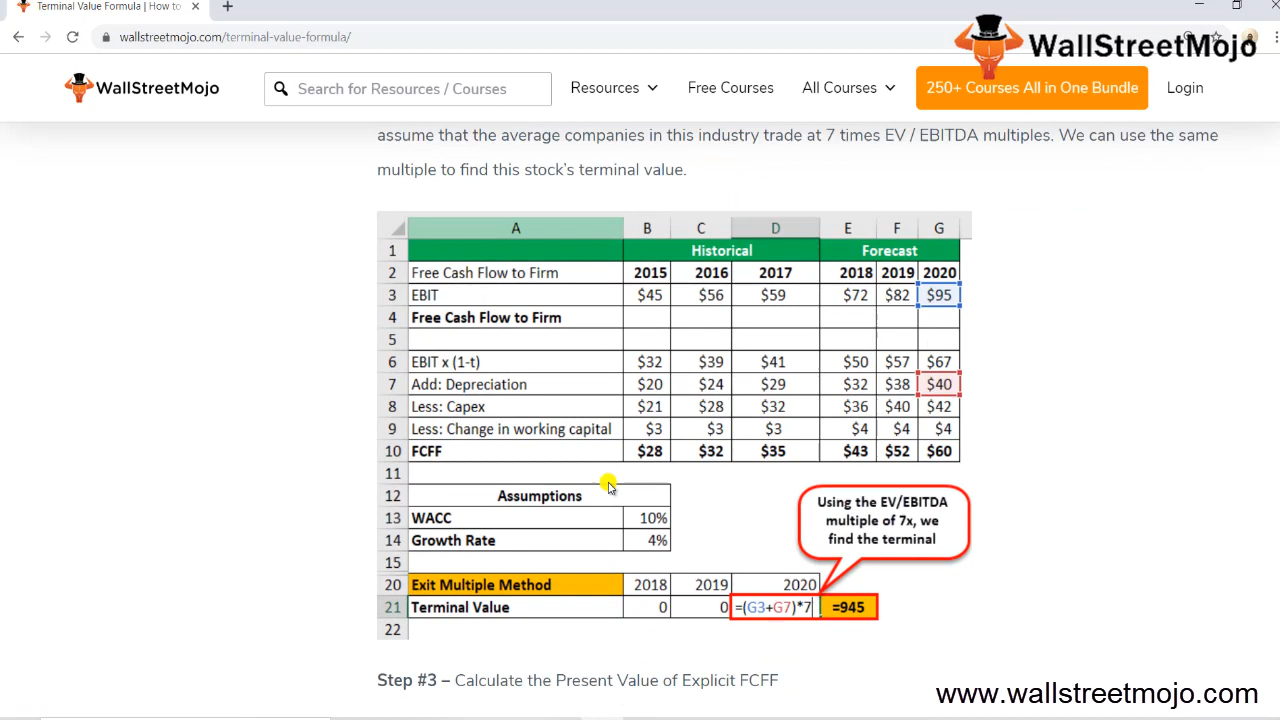 Terminal Value Formula | How to
wallstreetmojo.com/terminal-value-formula/
WallStreetMojo
WallStreetMojo
Search for Resources / Courses
Resources
Free Courses
All Courses
250+ Courses All in One Bundle
Login
assume that the average companies in this industry trade at 7 times EV / EBITDA multiples. We can use the same
multiple to find this stock's terminal value.
A B C D E F G
1 Historical Forecast
2 Free Cash Flow to Firm 2015 2016 2017 2018 2019 2020
3 EBIT $45 $56 $59 $72 $82 $95
4 Free Cash Flow to Firm
5
6 EBIT x (1-t) $32 $39 $41 $50 $57 $67
7 Add: Depreciation $20 $24 $29 $32 $38 $40
8 Less: Capex $21 $28 $32 $36 $40 $42
9 Less: Change in working capital $3 $3 $3 $4 $4 $4
10 FCFF $28 $32 $35 $43 $52 $60
11
12 Assumptions
13 WACC 10%
14 Growth Rate 4%
15
Using the EV/EBITDA
multiple of 7x, we
find the terminal
20 Exit Multiple Method 2018 2019 2020
21 Terminal Value 0 0 =(G3+G7)*7 =945
22
Step #3 – Calculate the Present Value of Explicit FCFF
www.wallstreetmojo.com